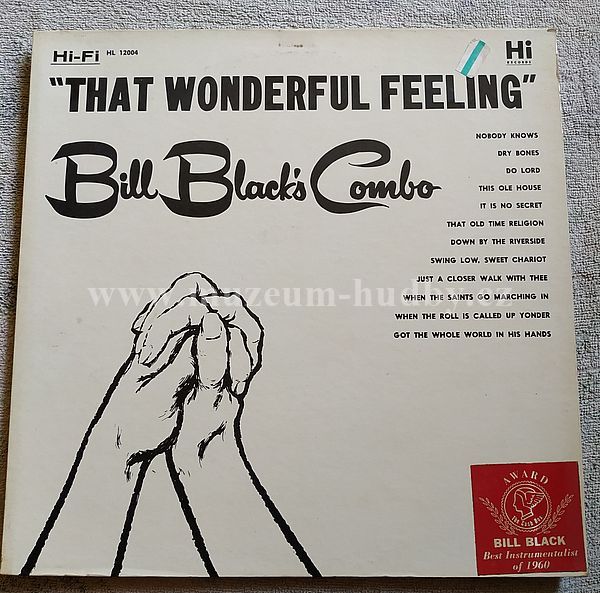 Hi-Fi HL 12004
Hi
RECORDS
"THAT WONDERFUL FEELING"
Bill Black's Combo
NOBODY KNOWS
DRY BONES
DO LORD
THIS OLE HOUSE
IT IS NO SECRET
THAT OLD TIME RELIGION
DOWN BY THE RIVERSIDE
SWING LOW, SWEET CHARIOT
JUST A CLOSER WALK WITH THEE
WHEN THE SAINTS GO MARCHING IN
WHEN THE ROLL IS CALLED UP YONDER
GOT THE WHOLE WORLD IN HIS HANDS
www.muzeum-hudby.cz
AWARD
The Cash Box
BILL BLACK
Best Instrumentalist
of 1960